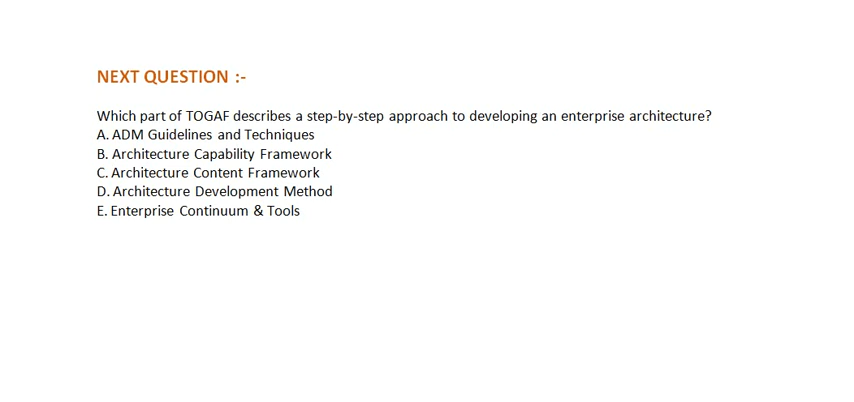 NEXT QUESTION :-
Which part of TOGAF describes a step-by-step approach to developing an enterprise architecture?
A. ADM Guidelines and Techniques
B. Architecture Capability Framework
C. Architecture Content Framework
D. Architecture Development Method
E. Enterprise Continuum & Tools